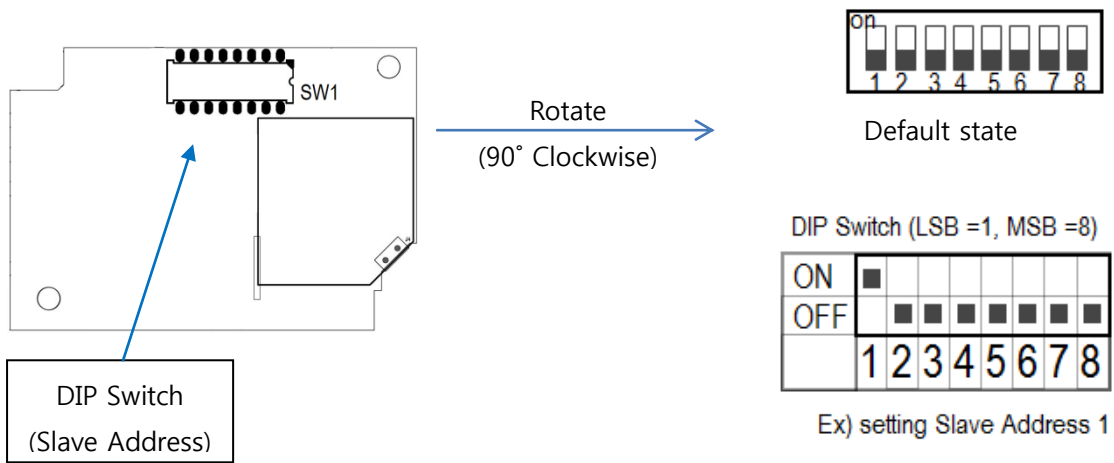 SW1
DIP Switch
(Slave Address)
Rotate
(90˚ Clockwise)
on
1 2 3 4 5 6 7 8
Default state
DIP Switch (LSB =1, MSB =8)
ON
OFF
1 2 3 4 5 6 7 8
Ex) setting Slave Address 1